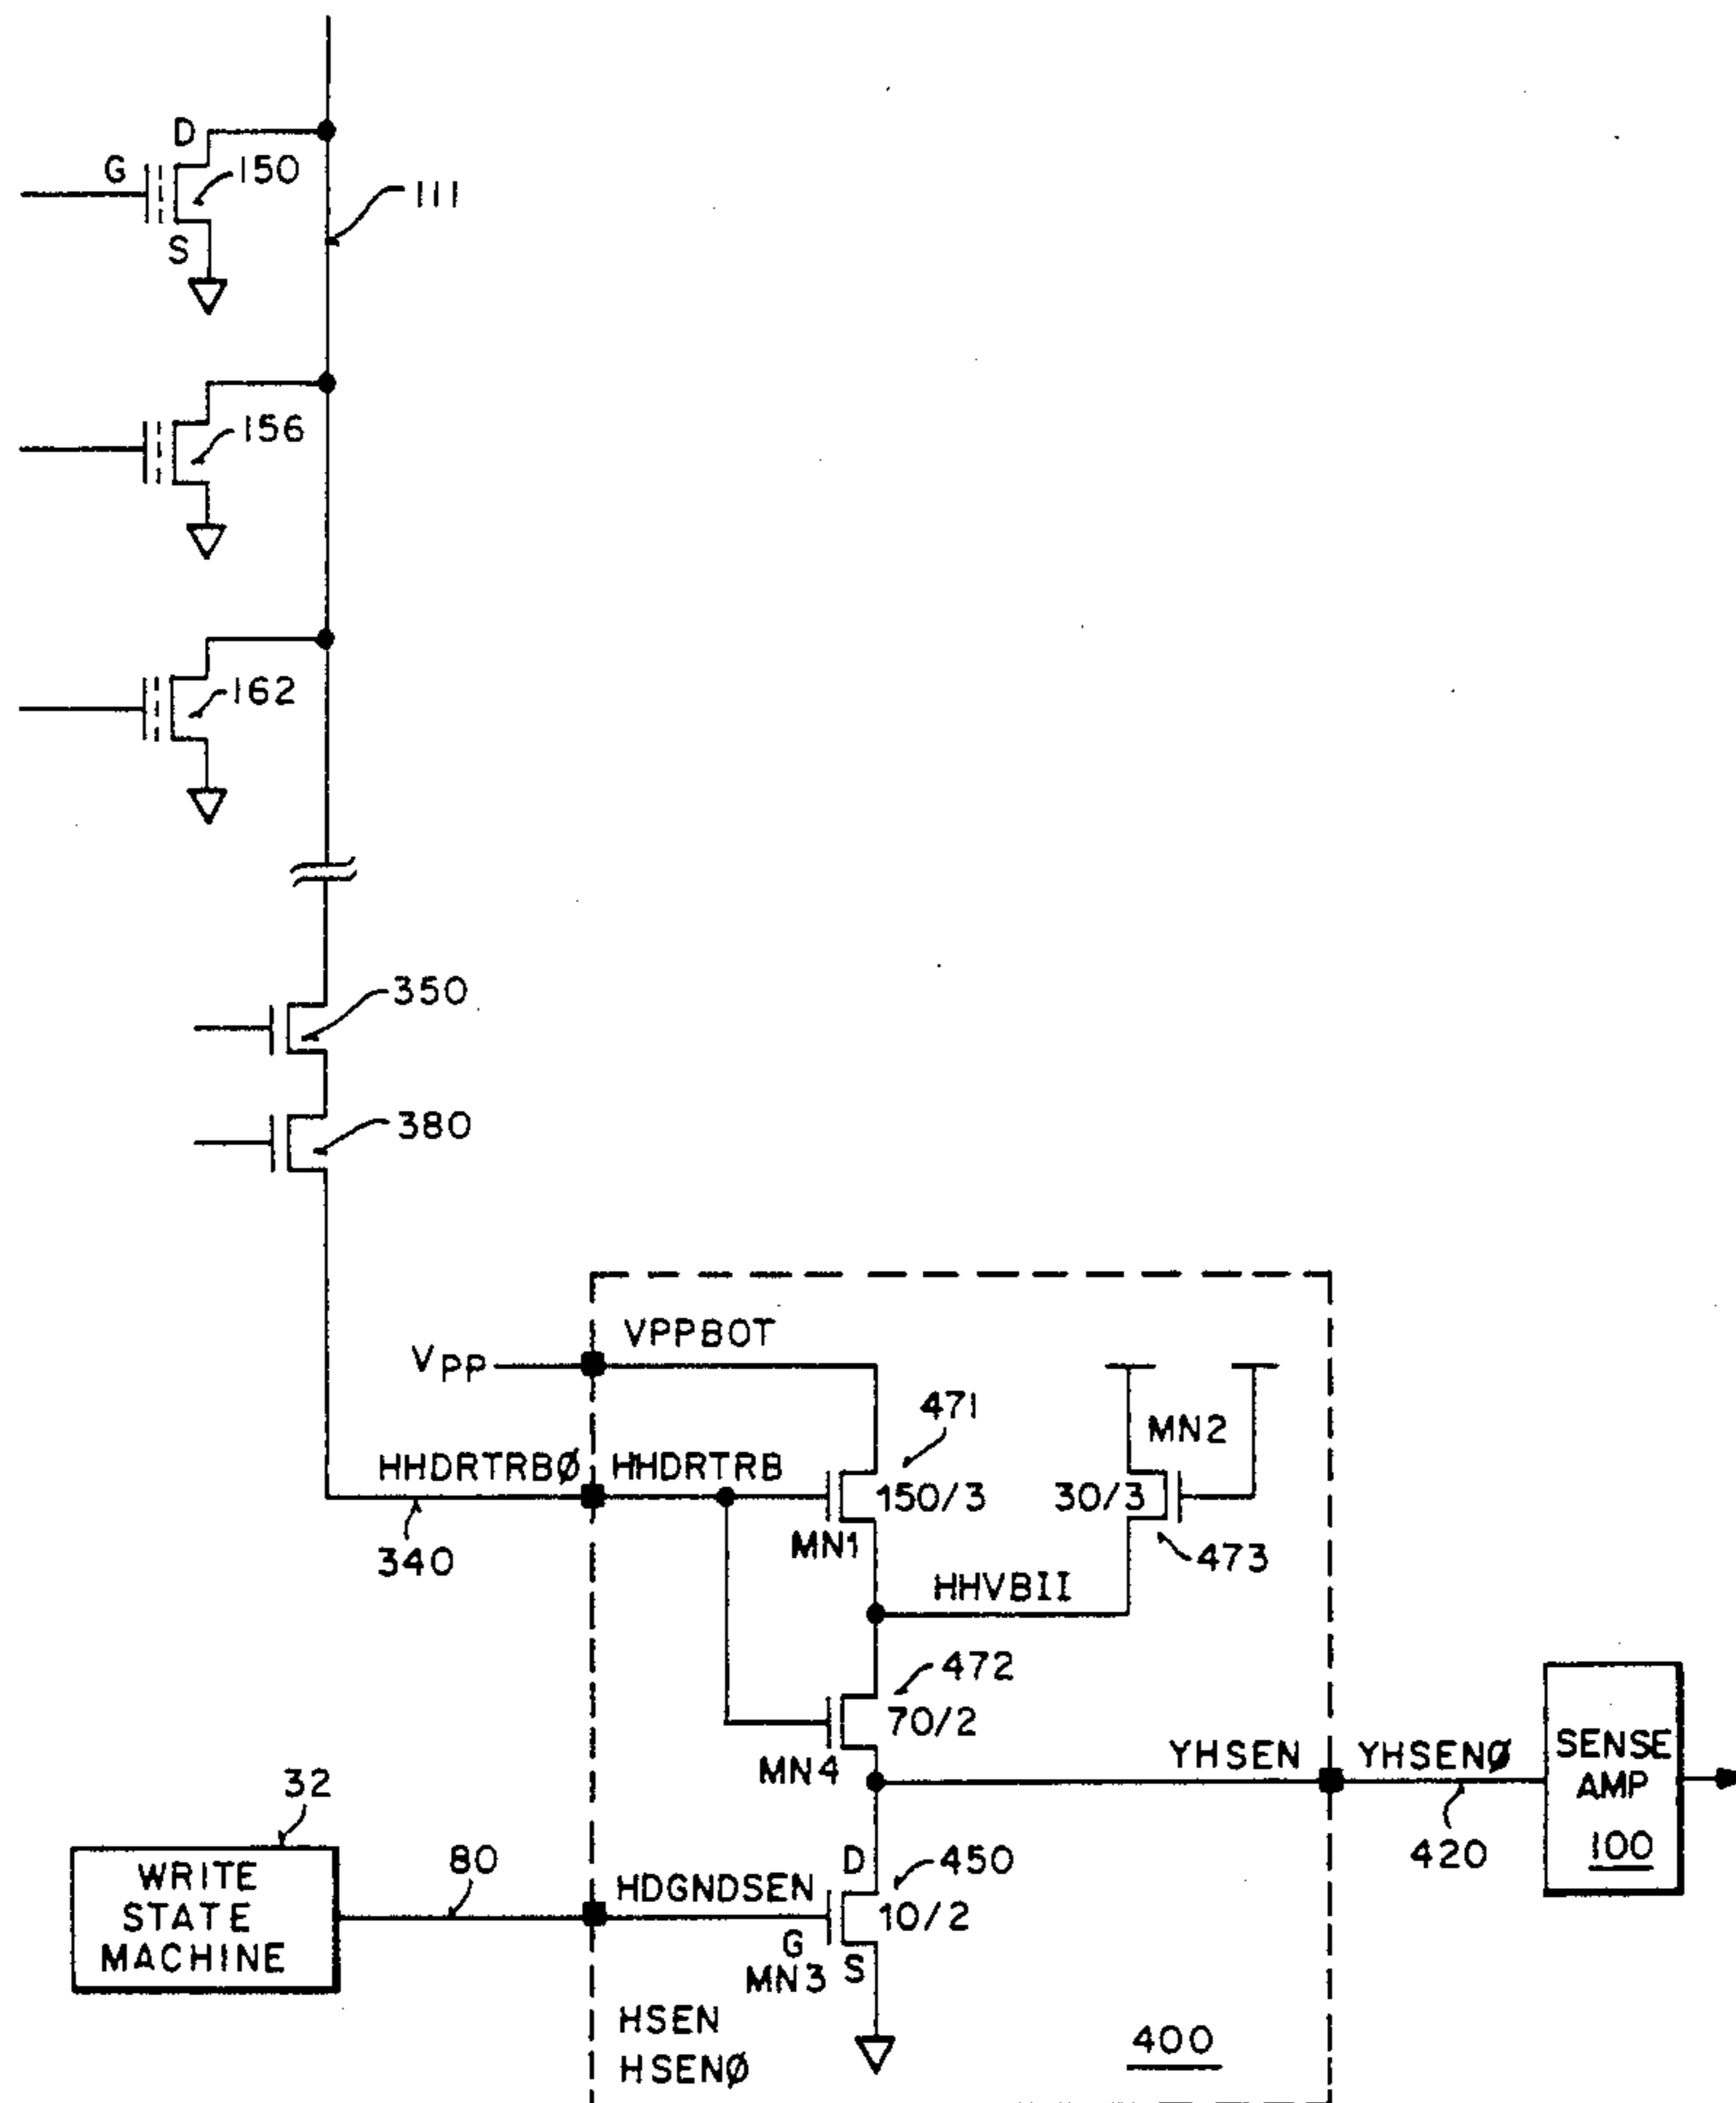 D
G
150
111
S
156
162
350
380
VPPBOT
VPP
471
MN2
HHDRTRBØ
HHDRTRB
150/3
30/3
MN1
340
473
HHVBII
472
70/2
YHSEN
YHSENØ
SENSE
AMP
100
MN4
32
420
80
D
450
WRITE
STATE
MACHINE
HDGNDSEN
10/2
G
MN3
S
HSEN
HSENØ
400